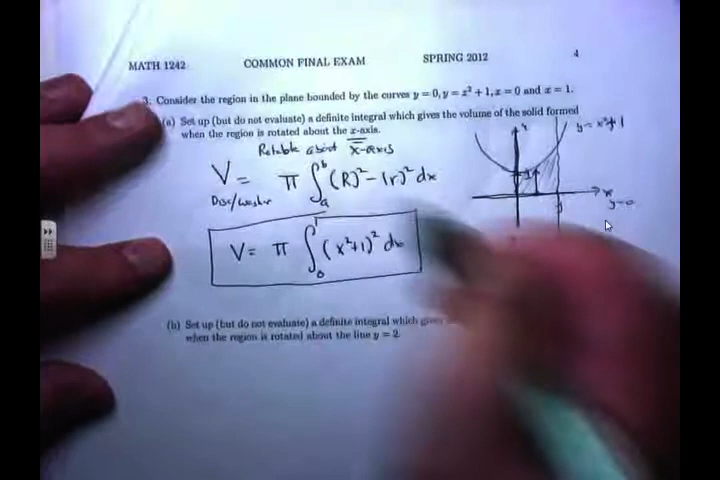 MATH 1242 COMMON FINAL EXAM SPRING 2012 4
3. Consider the region in the plane bounded by the curves y = 0, y = x² + 1, x = 0 and x = 1.
(a) Set up (but do not evaluate) a definite integral which gives the volume of the solid formed
when the region is rotated about the x-axis.
Rotable about x-axis
y = x²+1
V = π ∫ₐᵇ (R)² - (r)² dx
Disc/washer
x
y=0
V = π ∫₀¹ (x²+1)² dx
(b) Set up (but do not evaluate) a definite integral which
when the region is rotated about the line y = 2.